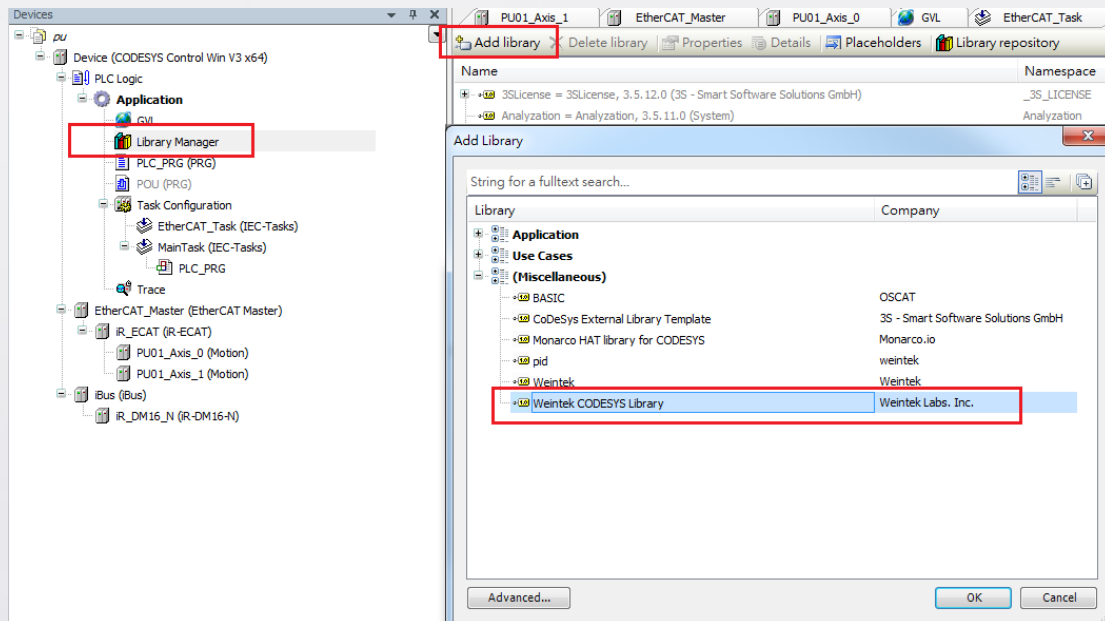 Devices
pu
Device (CODESYS Control Win V3 x64)
PLC Logic
Application
GVL
Library Manager
PLC_PRG (PRG)
POU (PRG)
Task Configuration
EtherCAT_Task (IEC-Tasks)
MainTask (IEC-Tasks)
PLC_PRG
Trace
EtherCAT_Master (EtherCAT Master)
iR_ECAT (iR-ECAT)
PU01_Axis_0 (Motion)
PU01_Axis_1 (Motion)
iBus (iBus)
iR_DM16_N (iR-DM16-N)
PU01_Axis_1 EtherCAT_Master PU01_Axis_0 GVL EtherCAT_Task
Add library Delete library Properties Details Placeholders Library repository
Name Namespace
3SLicense = 3SLicense, 3.5.12.0 (3S - Smart Software Solutions GmbH) _3S_LICENSE
Analyzation = Analyzation, 3.5.11.0 (System) Analyzation
Add Library
String for a fulltext search...
Library Company
Application
Use Cases
(Miscellaneous)
BASIC OSCAT
CoDeSys External Library Template 3S - Smart Software Solutions GmbH
Monarco HAT library for CODESYS Monarco.io
pid weintek
Weintek Weintek
Weintek CODESYS Library Weintek Labs. Inc.
Advanced... OK Cancel